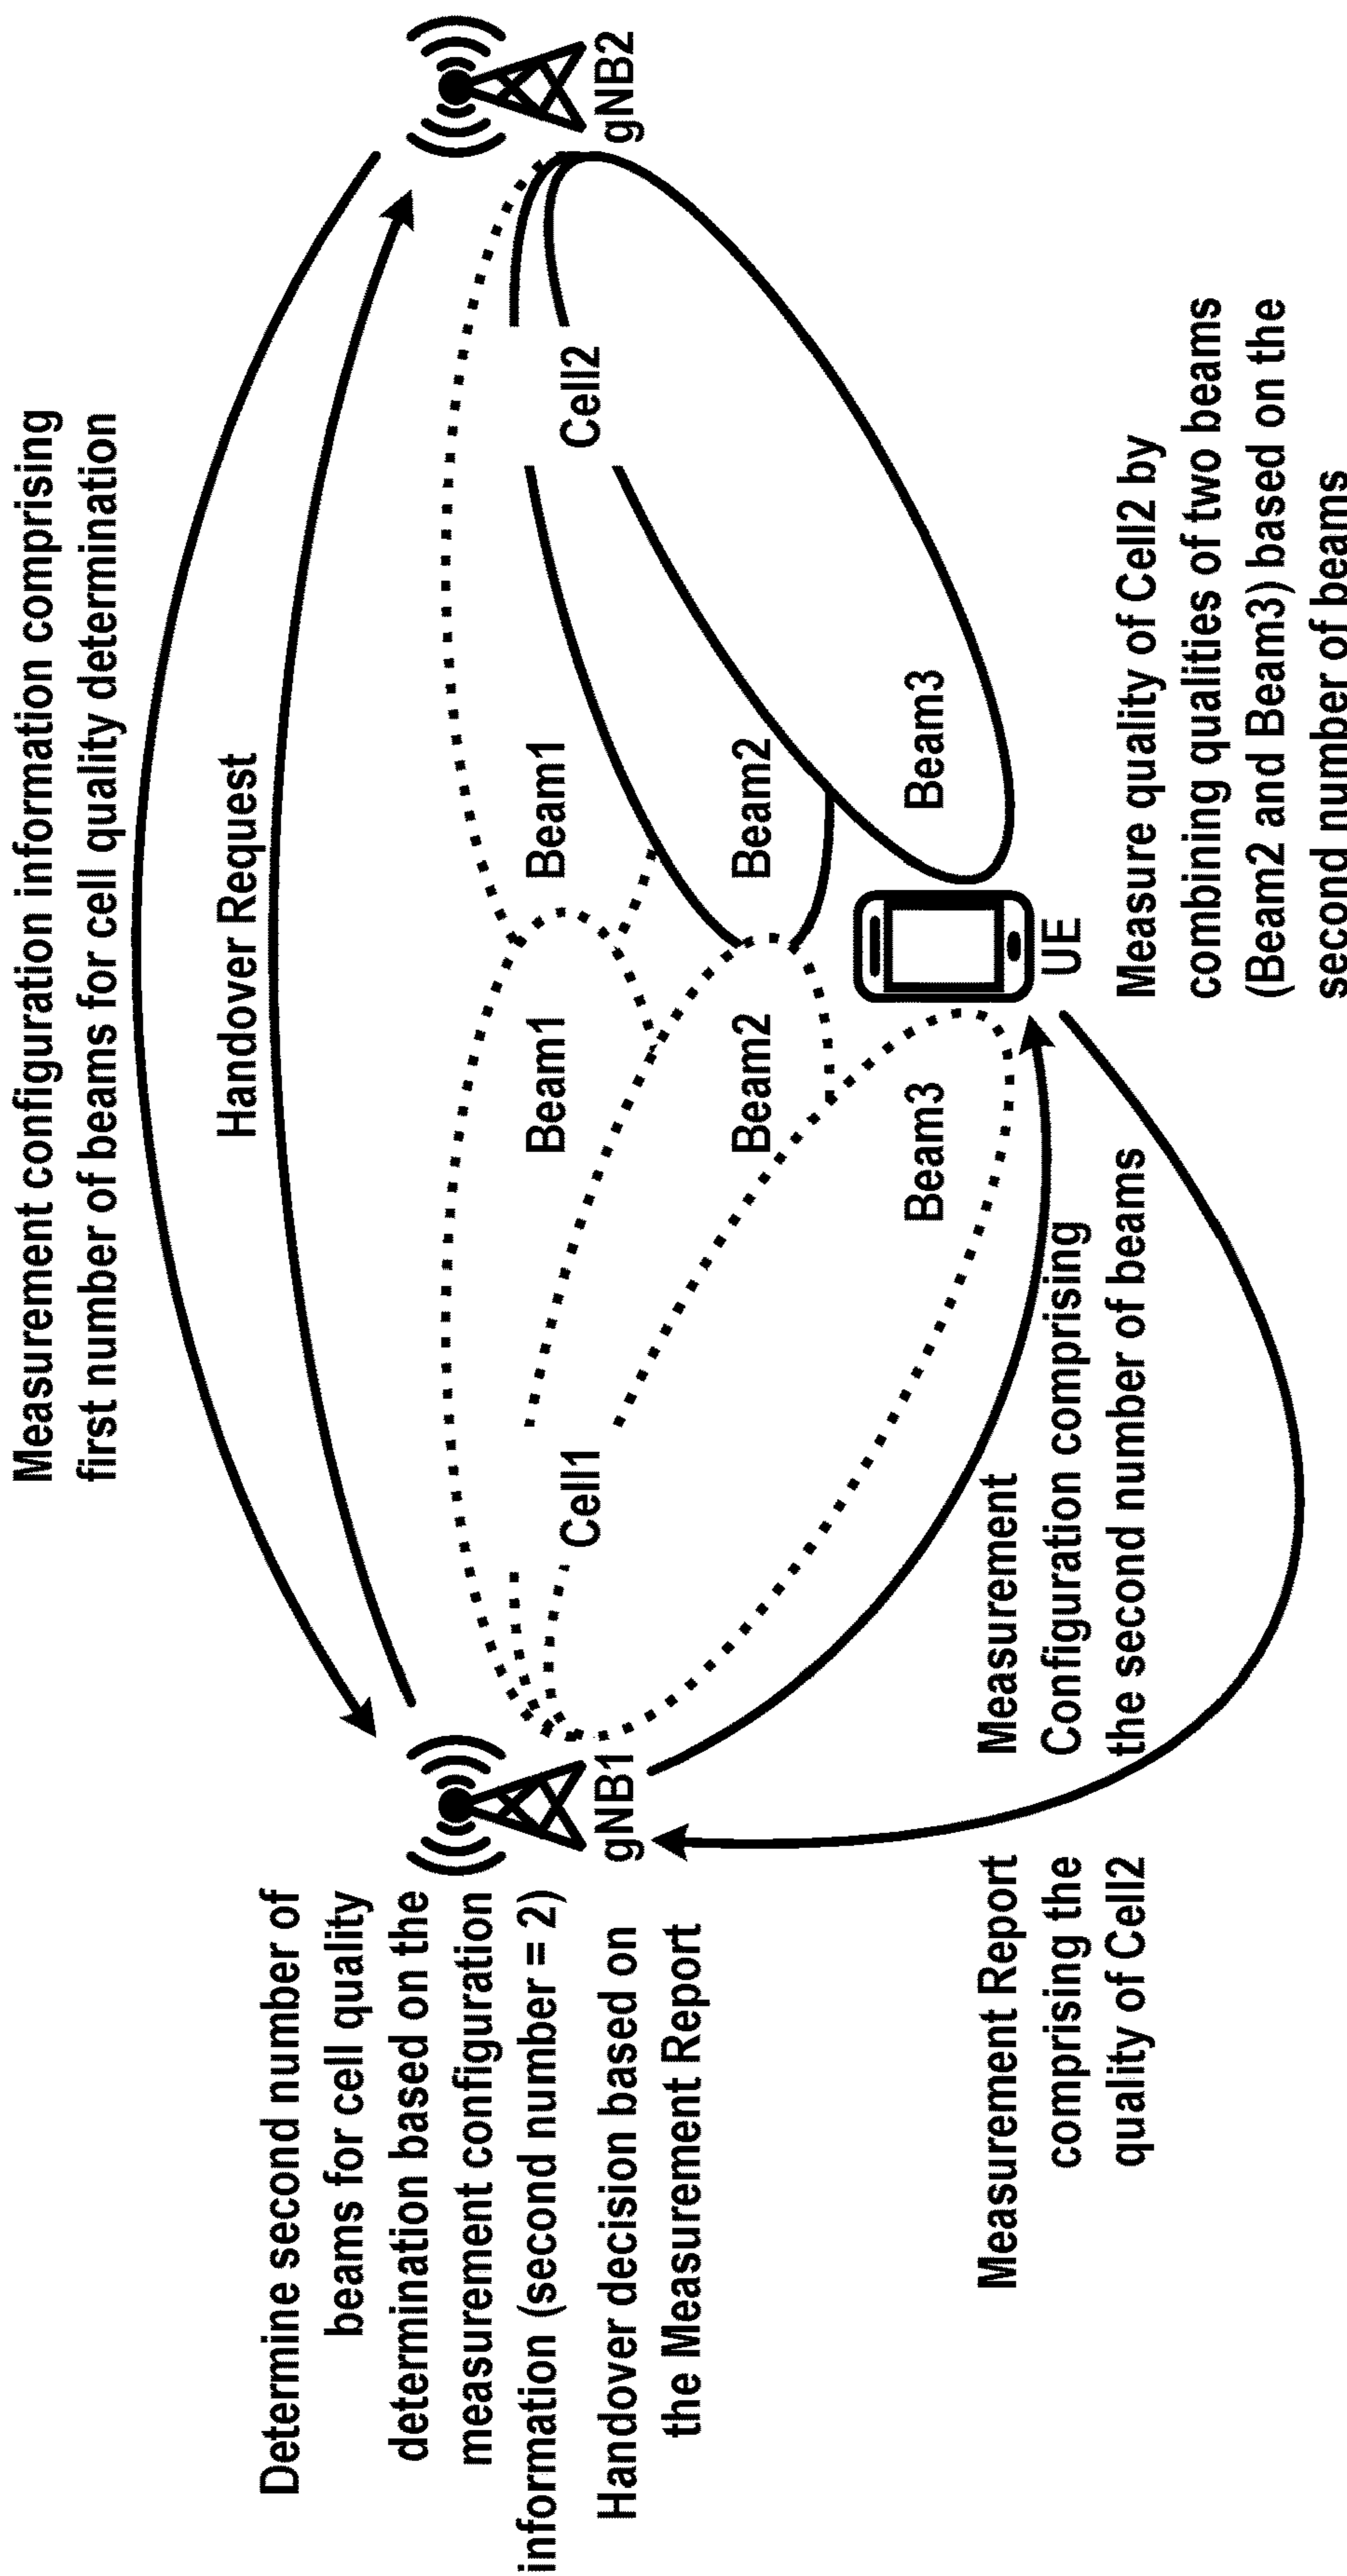 Measurement configuration information comprising
first number of beams for cell quality determination
Handover Request
Determine second number of
beams for cell quality
determination based on the
measurement configuration
information (second number = 2)
Handover decision based on
the Measurement Report
gNB1
gNB2
Cell1
Cell2
Beam1
Beam1
Beam2
Beam2
Beam3
Beam3
UE
Measurement
Configuration comprising
the second number of beams
Measurement Report
comprising the
quality of Cell2
Measure quality of Cell2 by
combining qualities of two beams
(Beam2 and Beam3) based on the
second number of beams